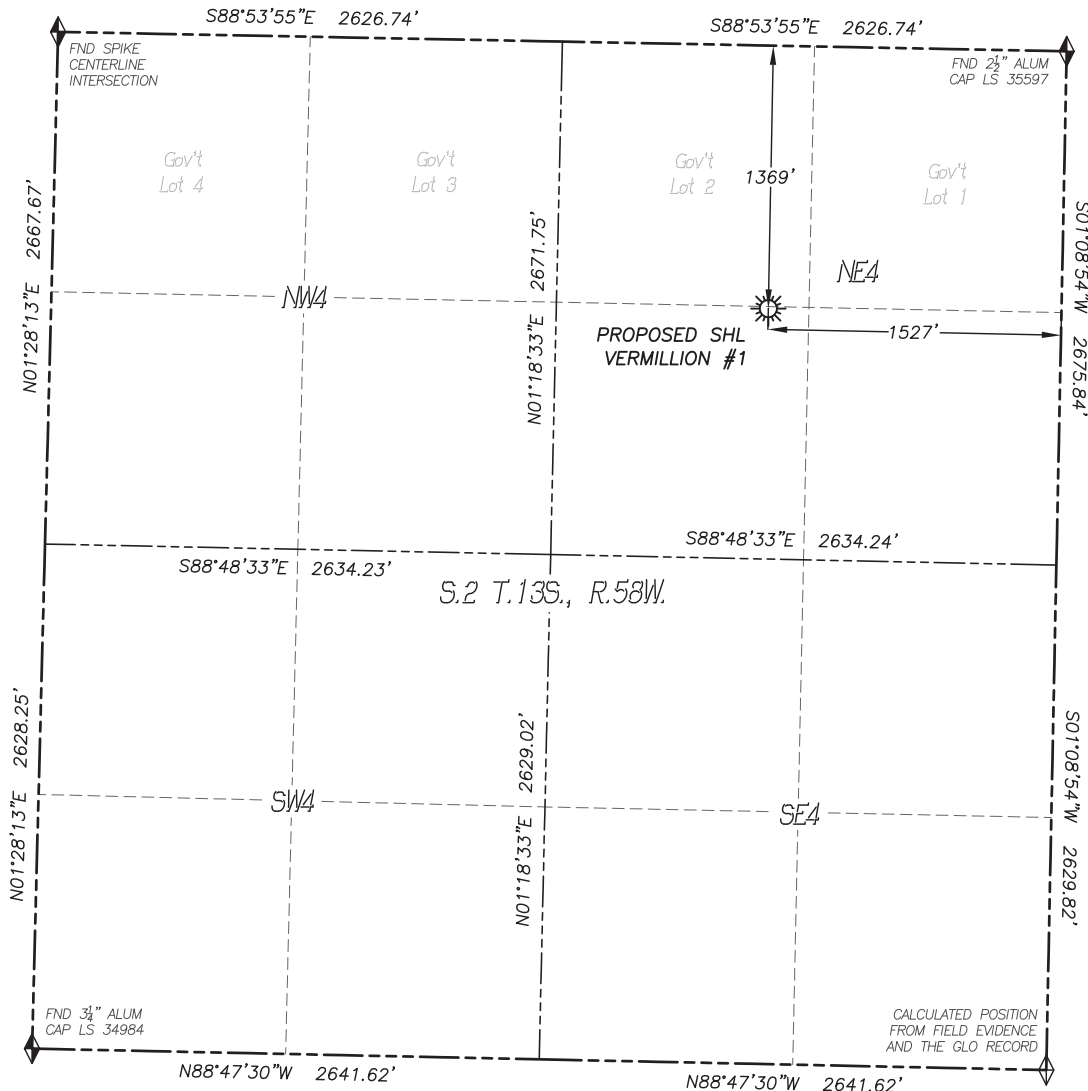 S88°53'55"E 2626.74'
S88°53'55"E 2626.74'
FND SPIKE
CENTERLINE
INTERSECTION
FND 2½" ALUM
CAP LS 35597
Gov't
Lot 4
Gov't
Lot 3
Gov't
Lot 2
Gov't
Lot 1
1369'
N01°28'13"E 2667.67'
N01°18'33"E 2671.75'
S01°08'54"W 2675.84'
NW4
NE4
PROPOSED SHL
VERMILLION #1
1527'
S88°48'33"E 2634.23'
S88°48'33"E 2634.24'
S.2 T.13S., R.58W.
N01°28'13"E 2628.25'
N01°18'33"E 2629.02'
S01°08'54"W 2629.82'
SW4
SE4
FND 3¼" ALUM
CAP LS 34984
CALCULATED POSITION
FROM FIELD EVIDENCE
AND THE GLO RECORD
N88°47'30"W 2641.62'
N88°47'30"W 2641.62'